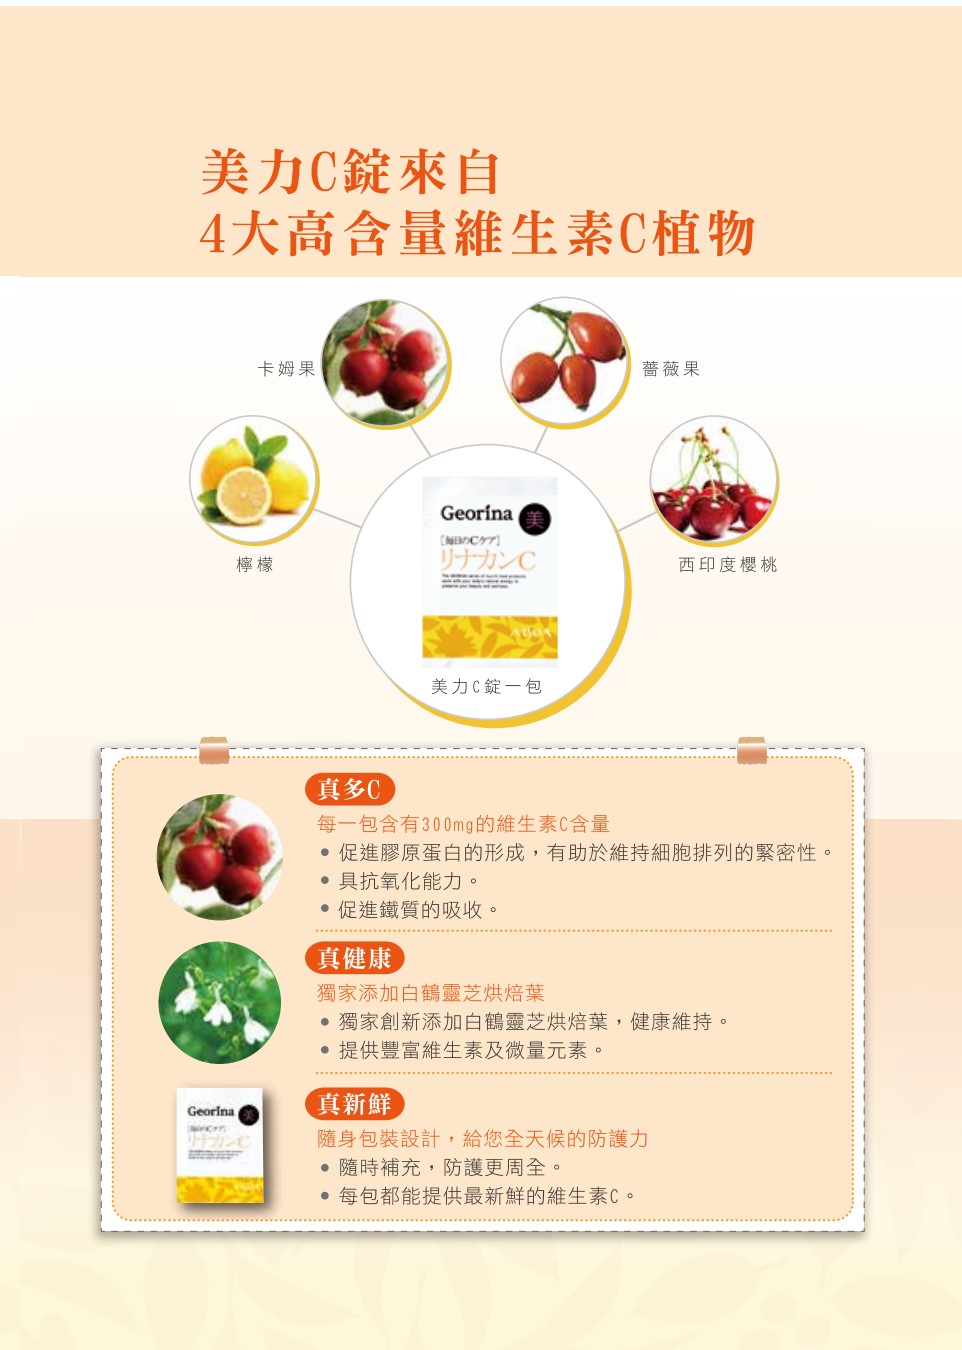 美力C錠來自
4大高含量維生素C植物
卡姆果
薔薇果
檸檬
西印度櫻桃
Georina 美
[毎日のCケア]
リナカンC
美力C錠一包
真多C
每一包含有300mg的維生素C含量
• 促進膠原蛋白的形成，有助於維持細胞排列的緊密性。
• 具抗氧化能力。
• 促進鐵質的吸收。
真健康
獨家添加白鶴靈芝烘焙葉
• 獨家創新添加白鶴靈芝烘焙葉，健康維持。
• 提供豐富維生素及微量元素。
Georina 美
[毎日のCケア]
リナカンC
真新鮮
隨身包裝設計，給您全天候的防護力
• 隨時補充，防護更周全。
• 每包都能提供最新鮮的維生素C。